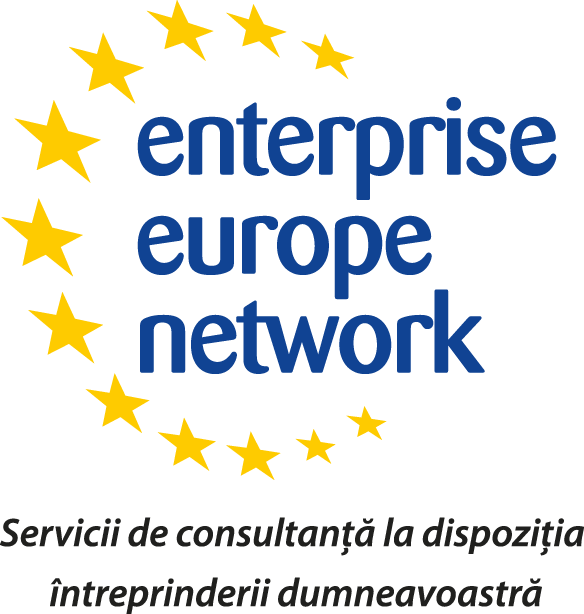 enterprise
europe
network
Servicii de consultanță la dispoziția
întreprinderii dumneavoastră